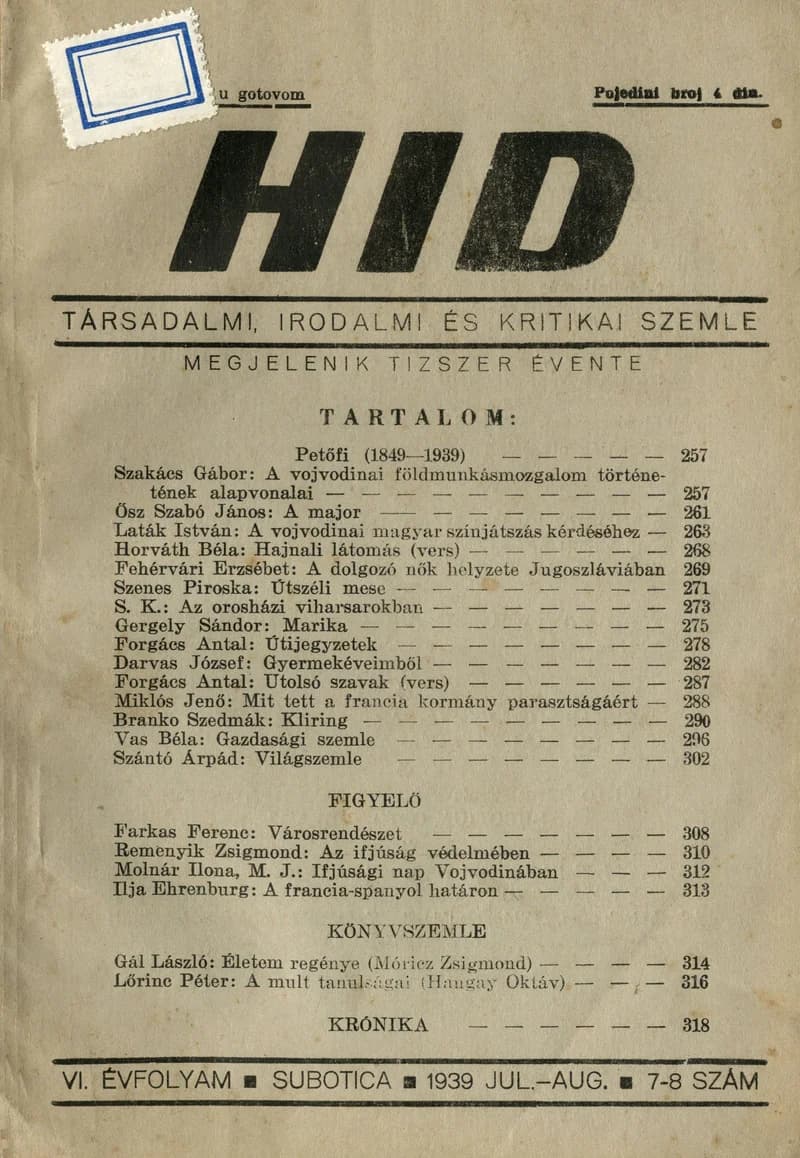 u gotovom
Pojedini broj 4 din.
HID
TÁRSADALMI, IRODALMI ÉS KRITIKAI SZEMLE
MEGJELENIK TIZSZER ÉVENTE
TARTALOM:
Petőfi (1849—1939) — — — — — 257
Szakács Gábor: A vojvodinai földmunkásmozgalom történe-
tének alapvonalai — — — — — — — — — — 257
Ősz Szabó János: A major — — — — — — — — 261
Laták István: A vojvodinai magyar színjátszás kérdéséhez — 263
Horváth Béla: Hajnali látomás (vers) — — — — — — 268
Fehérvári Erzsébet: A dolgozó nők helyzete Jugoszláviában 269
Szenes Piroska: Útszéli mese — — — — — — — — 271
S. K.: Az orosházi viharsarokban — — — — — — — 273
Gergely Sándor: Marika — — — — — — — — — 275
Forgács Antal: Útijegyzetek — — — — — — — — 278
Darvas József: Gyermekéveimből — — — — — — — 282
Forgács Antal: Utolsó szavak (vers) — — — — — — 287
Miklós Jenő: Mit tett a francia kormány parasztságáért — 288
Branko Szedmák: Kliring — — — — — — — — — 290
Vas Béla: Gazdasági szemle — — — — — — — — 296
Szántó Árpád: Világszemle — — — — — — — — 302
FIGYELŐ
Farkas Ferenc: Városrendészet — — — — — — — 308
Remenyik Zsigmond: Az ifjúság védelmében — — — — 310
Molnár Ilona, M. J.: Ifjúsági nap Vojvodinában — — — 312
Ilja Ehrenburg: A francia-spanyol határon — — — — — 313
KÖNYVSZEMLE
Gál László: Életem regénye (Móricz Zsigmond) — — — — 314
Lőrinc Péter: A mult tanulságai (Hangay Oktáv) — — — 316
KRÓNIKA — — — — — — 318
VI. ÉVFOLYAM ■ SUBOTICA ■ 1939 JUL.-AUG. ■ 7-8 SZÁM